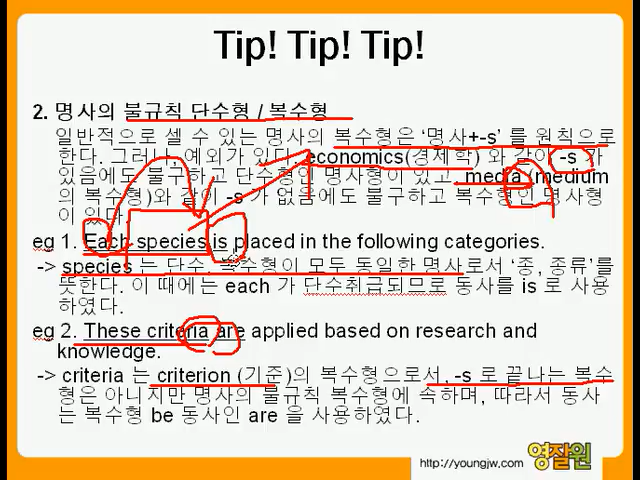 Tip! Tip! Tip!
2. 명사의 불규칙 단수형 / 복수형
일반적으로 셀 수 있는 명사의 복수형은 ‘명사+-s’ 를 원칙으로
한다. 그러나, 예외가 있다. economics(경제학) 와 같이 -s 가
있음에도 불구하고 단수형인 명사형이 있고, media (medium
의 복수형)와 같이 -s 가 없음에도 불구하고 복수형인 명사형
이 있다.
eg 1. Each species is placed in the following categories.
-> species 는 단수, 복수형이 모두 동일한 명사로서 ‘종, 종류’를
뜻한다. 이 때에는 each 가 단수취급되므로 동사를 is 로 사용
하였다.
eg 2. These criteria are applied based on research and
knowledge.
-> criteria 는 criterion (기준)의 복수형으로서, -s 로 끝나는 복수
형은 아니지만 명사의 불규칙 복수형에 속하며, 따라서 동사
는 복수형 be 동사인 are 을 사용하였다.
http://youngjw.com 영잘원